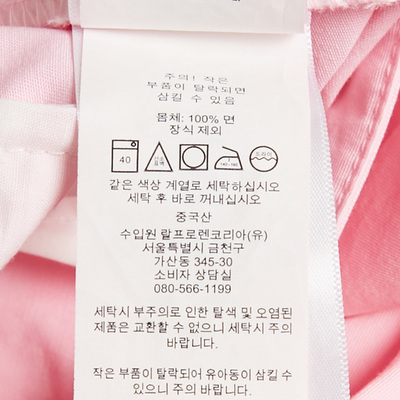 주의! 작은
부품이 탈락되면
삼킬 수 있음
몸체: 100% 면
장식 제외
40
같은 색상 계열로 세탁하십시오
세탁 후 바로 꺼내십시오
중국산
수입원 랄프로렌코리아(유)
서울특별시 금천구
가산동 345-30
소비자 상담실
080-566-1199
세탁시 부주의로 인한 탈색 및 오염된
제품은 교환할 수 없으니 세탁시 주의
바랍니다.
작은 부품이 탈락되어 유아동이 삼킬 수
있으니 주의 바랍니다.